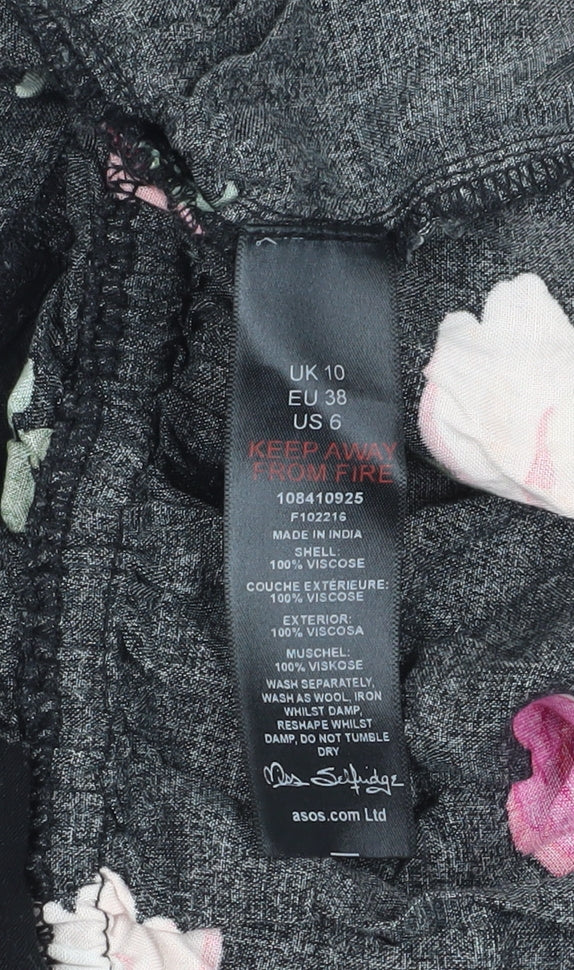 UK 10
EU 38
US 6
KEEP AWAY
FROM FIRE
108410925
F102216
MADE IN INDIA
SHELL:
100% VISCOSE
COUCHE EXTÉRIEURE:
100% VISCOSE
EXTERIOR:
100% VISCOSA
MUSCHEL:
100% VISKOSE
WASH SEPARATELY,
WASH AS WOOL, IRON
WHILST DAMP,
RESHAPE WHILST
DAMP, DO NOT TUMBLE
DRY
Miss Selfridge
asos.com Ltd